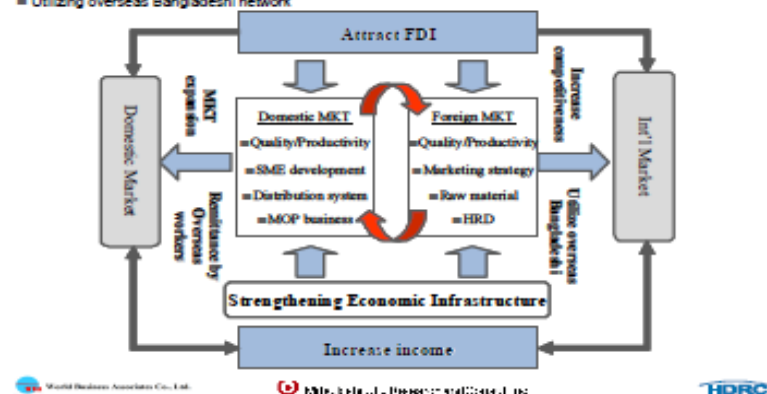 ■ Utilizing overseas Bangladeshi network
Attract FDI
MKT
expansion
Increase
competitiveness
Domestic Market
Domestic MKT
■Quality/Productivity
■SME development
■Distribution system
■MOP business
Foreign MKT
■Quality/Productivity
■Marketing strategy
■Raw material
■HRD
Int'l Market
Remittance by
Overseas
workers
Utilize overseas
Bangladeshi
Strengthening Economic Infrastructure
Increase income
World Business Associates Co., Ltd.
HDRC